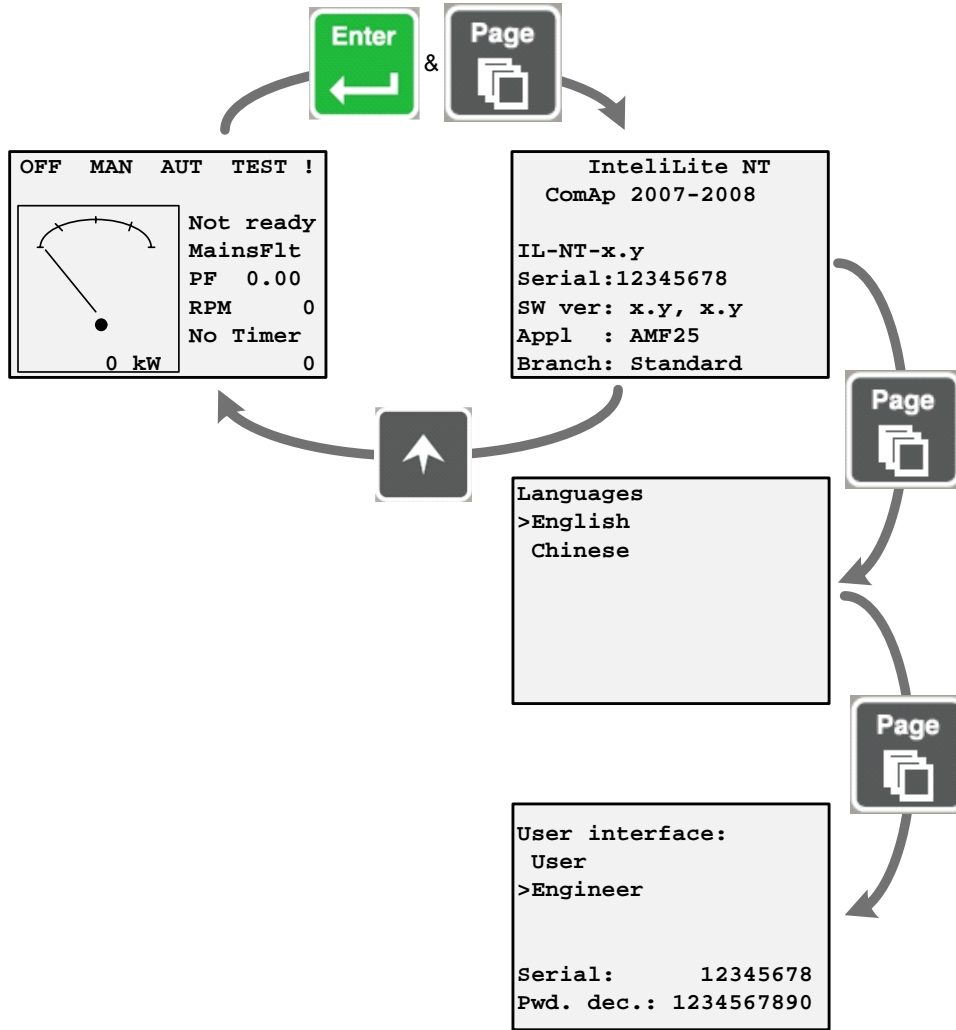 Enter
&
Page
OFF MAN AUT TEST !
Not ready
MainsFlt
PF 0.00
RPM 0
No Timer
0 kW 0
InteliLite NT
ComAp 2007-2008
IL-NT-x.y
Serial:12345678
SW ver: x.y, x.y
Appl : AMF25
Branch: Standard
Page
Languages
>English
Chinese
Page
User interface:
User
>Engineer
Serial: 12345678
Pwd. dec.: 1234567890